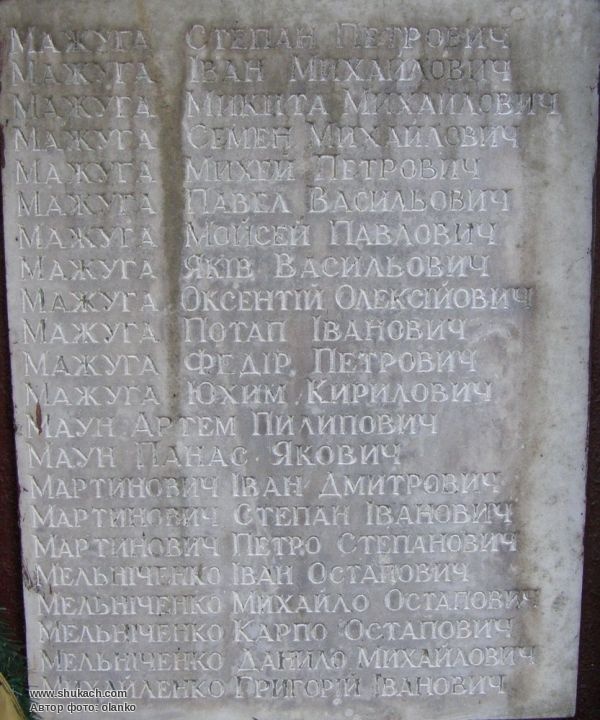 Мажуга Степан Петрович
Мажуга Іван Михайлович
Мажуга Микита Михайлович
Мажуга Семен Михайлович
Мажуга Михей Петрович
Мажуга Павел Васильович
Мажуга Мойсей Павлович
Мажуга Яків Васильович
Мажуга Оксентій Олексійович
Мажуга Потап Іванович
Мажуга Федір Петрович
Мажуга Юхим Кирилович
Маун Артем Пилипович
Маун Панас Якович
Мартинович Іван Дмитрович
Мартинович Степан Іванович
Мартинович Петро Степанович
Мельніченко Іван Остапович
Мельніченко Михайло Остапович
Мельніченко Карпо Остапович
Мельніченко Данило Михайлович
Михайленко Григорій Іванович
www.shukach.com
Автор фото: olanko